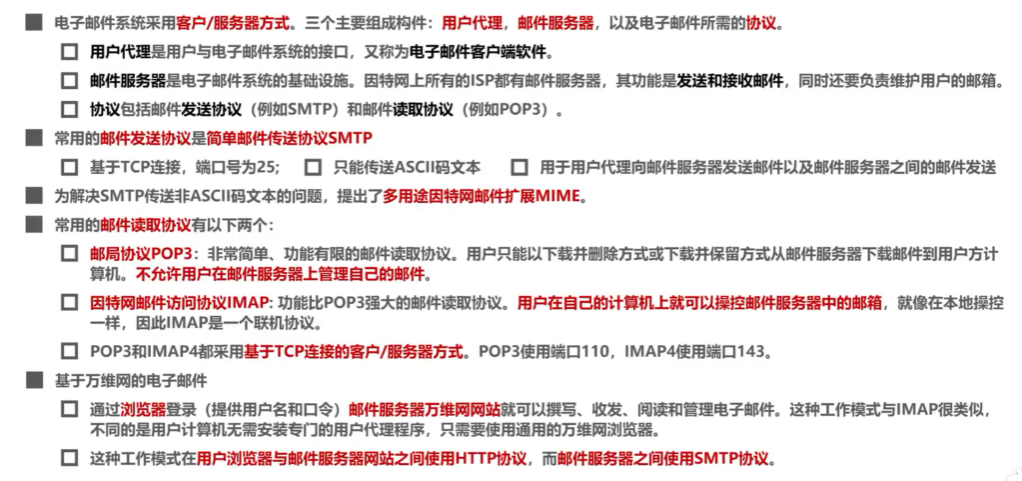 电子邮件系统采用客户/服务器方式。三个主要组成构件：用户代理，邮件服务器，以及电子邮件所需的协议。
用户代理是用户与电子邮件系统的接口，又称为电子邮件客户端软件。
邮件服务器是电子邮件系统的基础设施。因特网上所有的ISP都有邮件服务器，其功能是发送和接收邮件，同时还要负责维护用户的邮箱。
协议包括邮件发送协议（例如SMTP）和邮件读取协议（例如POP3）。
常用的邮件发送协议是简单邮件传送协议SMTP
基于TCP连接，端口号为25; 只能传送ASCII码文本 用于用户代理向邮件服务器发送邮件以及邮件服务器之间的邮件发送
为解决SMTP传送非ASCII码文本的问题，提出了多用途因特网邮件扩展MIME。
常用的邮件读取协议有以下两个：
邮局协议POP3：非常简单、功能有限的邮件读取协议。用户只能以下载并删除方式或下载并保留方式从邮件服务器下载邮件到用户方计
算机。不允许用户在邮件服务器上管理自己的邮件。
因特网邮件访问协议IMAP: 功能比POP3强大的邮件读取协议。用户在自己的计算机上就可以操控邮件服务器中的邮箱，就像在本地操控
一样，因此IMAP是一个联机协议。
POP3和IMAP4都采用基于TCP连接的客户/服务器方式。POP3使用端口110，IMAP4使用端口143。
基于万维网的电子邮件
通过浏览器登录（提供用户名和口令）邮件服务器万维网网站就可以撰写、收发、阅读和管理电子邮件。这种工作模式与IMAP很类似，
不同的是用户计算机无需安装专门的用户代理程序，只需要使用通用的万维网浏览器。
这种工作模式在用户浏览器与邮件服务器网站之间使用HTTP协议，而邮件服务器之间使用SMTP协议。